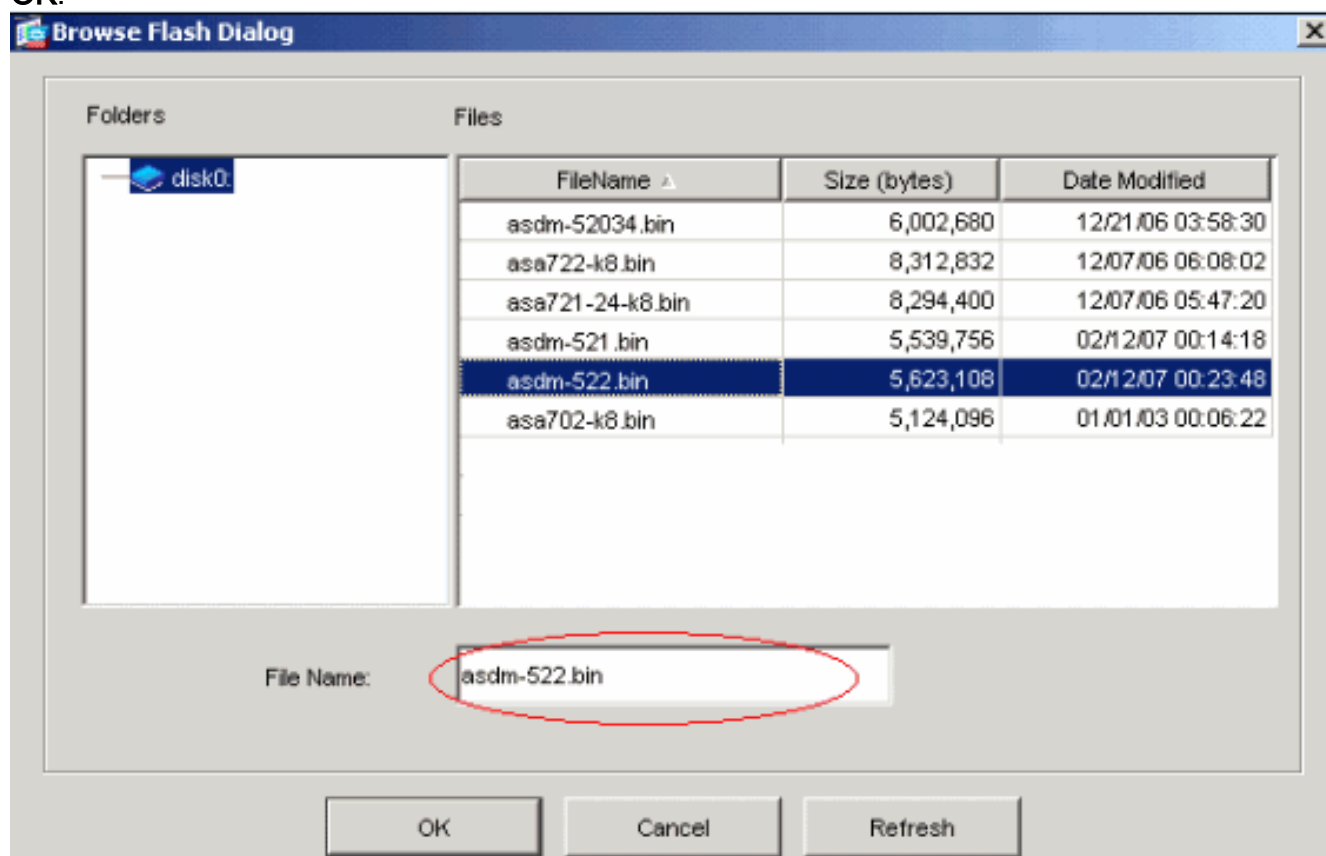 OK.
Browse Flash Dialog
Folders Files
disk0:
FileName Size (bytes) Date Modified
asdm-52034.bin 6,002,680 12/21/06 03:58:30
asa722-k8.bin 8,312,832 12/07/06 06:08:02
asa721-24-k8.bin 8,294,400 12/07/06 05:47:20
asdm-521.bin 5,539,756 02/12/07 00:14:18
asdm-522.bin 5,623,108 02/12/07 00:23:48
asa702-k8.bin 5,124,096 01/01/03 00:06:22
File Name: asdm-522.bin
OK Cancel Refresh